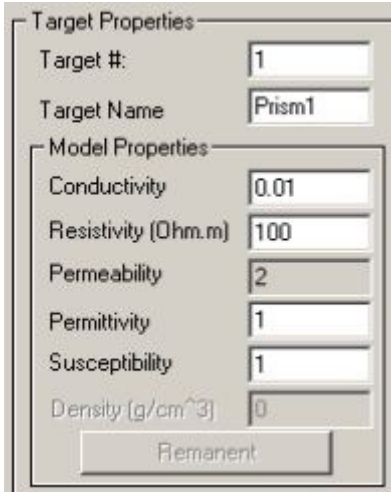 Target Properties
Target #: 1
Target Name Prism1
Model Properties
Conductivity 0.01
Resistivity (Ohm.m) 100
Permeability 2
Permittivity 1
Susceptibility 1
Density (g/cm^3) 0
Remanent